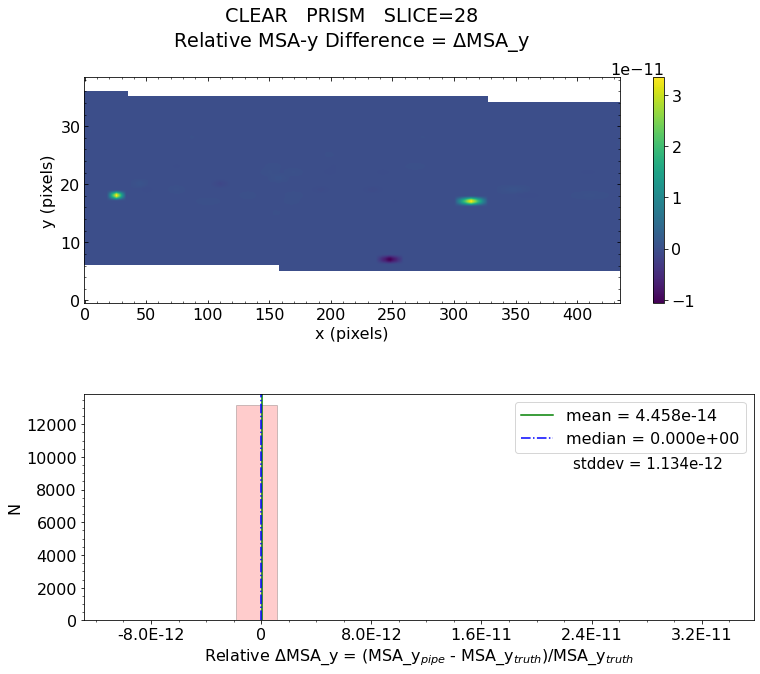 CLEAR PRISM SLICE=28
Relative MSA-y Difference = ΔMSA_y
1e−11
30
20
10
0
y (pixels)
0 50 100 150 200 250 300 350 400
x (pixels)
3
2
1
0
−1
12000
10000
8000
6000
4000
2000
0
N
mean = 4.458e-14
median = 0.000e+00
stddev = 1.134e-12
-8.0E-12 0 8.0E-12 1.6E-11 2.4E-11 3.2E-11
Relative ΔMSA_y = (MSA_y_pipe - MSA_y_truth)/MSA_y_truth